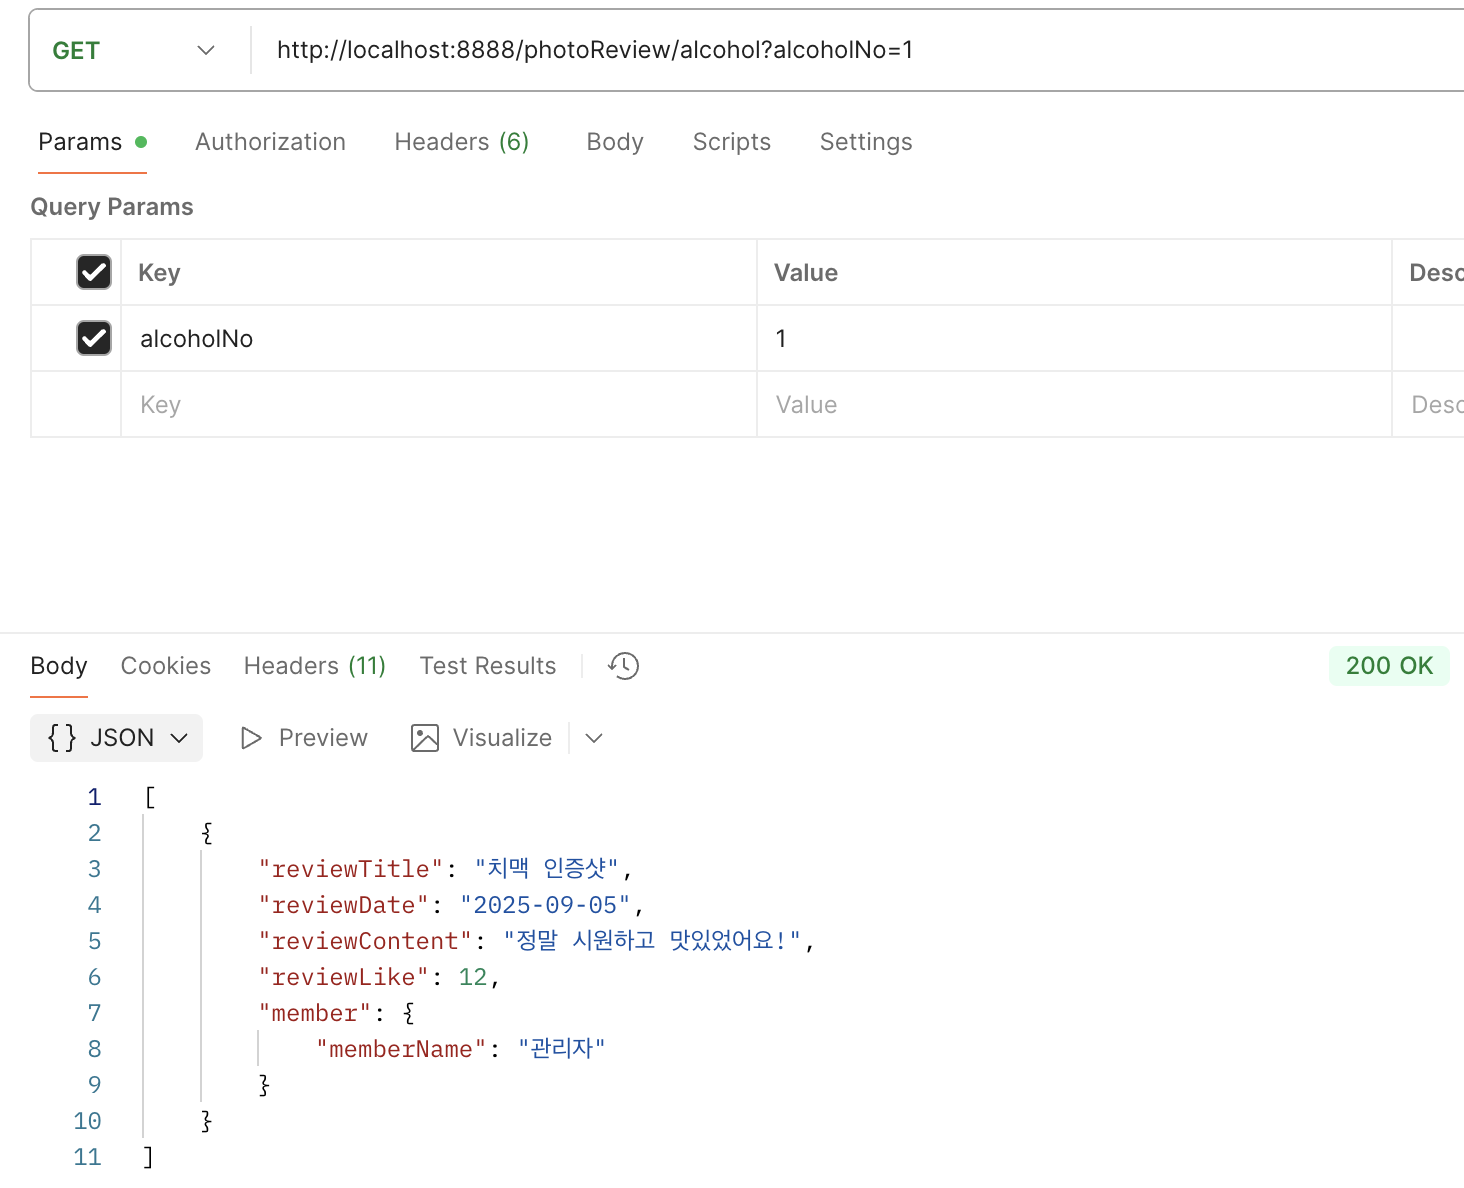 GET http://localhost:8888/photoReview/alcohol?alcoholNo=1
Params Authorization Headers (6) Body Scripts Settings
Query Params
Key Value Desc
alcoholNo 1
Key Value Desc
Body Cookies Headers (11) Test Results 200 OK
{} JSON Preview Visualize
1 [
2 {
3 "reviewTitle": "치맥 인증샷",
4 "reviewDate": "2025-09-05",
5 "reviewContent": "정말 시원하고 맛있었어요!",
6 "reviewLike": 12,
7 "member": {
8 "memberName": "관리자"
9 }
10 }
11 ]